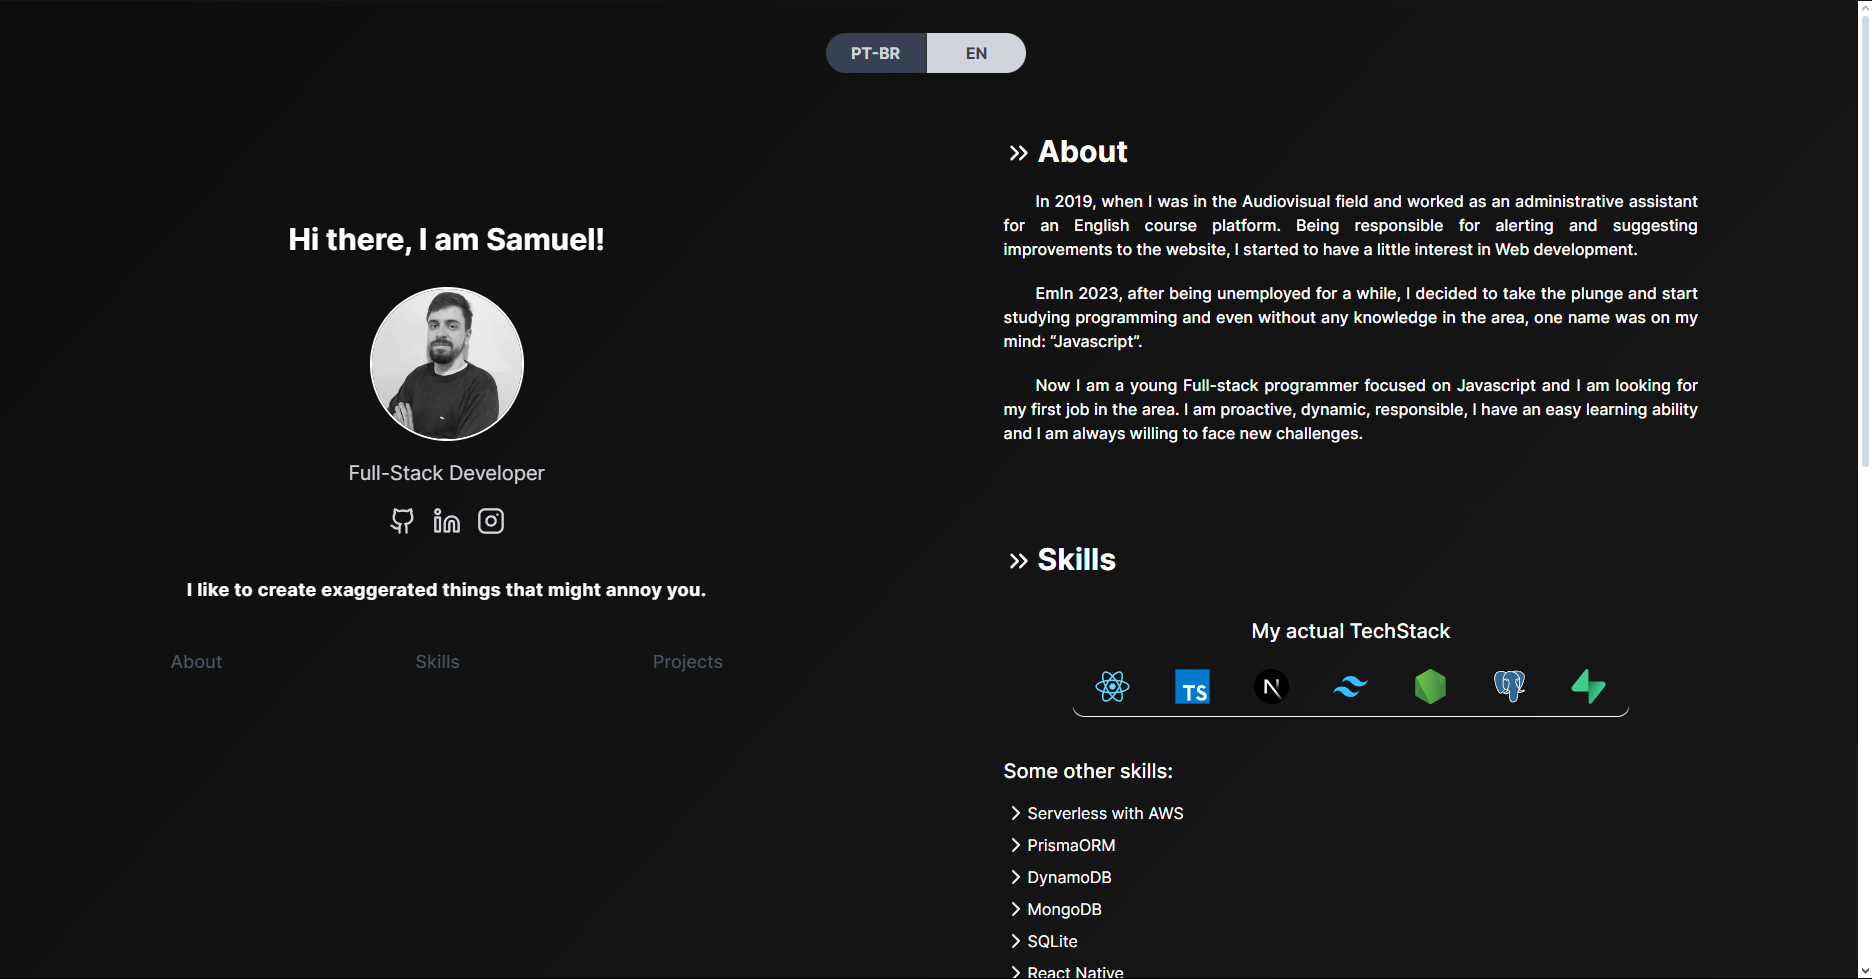 PT-BR EN
Hi there, I am Samuel!
Full-Stack Developer
I like to create exaggerated things that might annoy you.
About Skills Projects
About
In 2019, when I was in the Audiovisual field and worked as an administrative assistant
for an English course platform. Being responsible for alerting and suggesting
improvements to the website, I started to have a little interest in Web development.
EmIn 2023, after being unemployed for a while, I decided to take the plunge and start
studying programming and even without any knowledge in the area, one name was on my
mind: “Javascript”.
Now I am a young Full-stack programmer focused on Javascript and I am looking for
my first job in the area. I am proactive, dynamic, responsible, I have an easy learning ability
and I am always willing to face new challenges.
Skills
My actual TechStack
TS N
Some other skills:
Serverless with AWS
PrismaORM
DynamoDB
MongoDB
SQLite
React Native